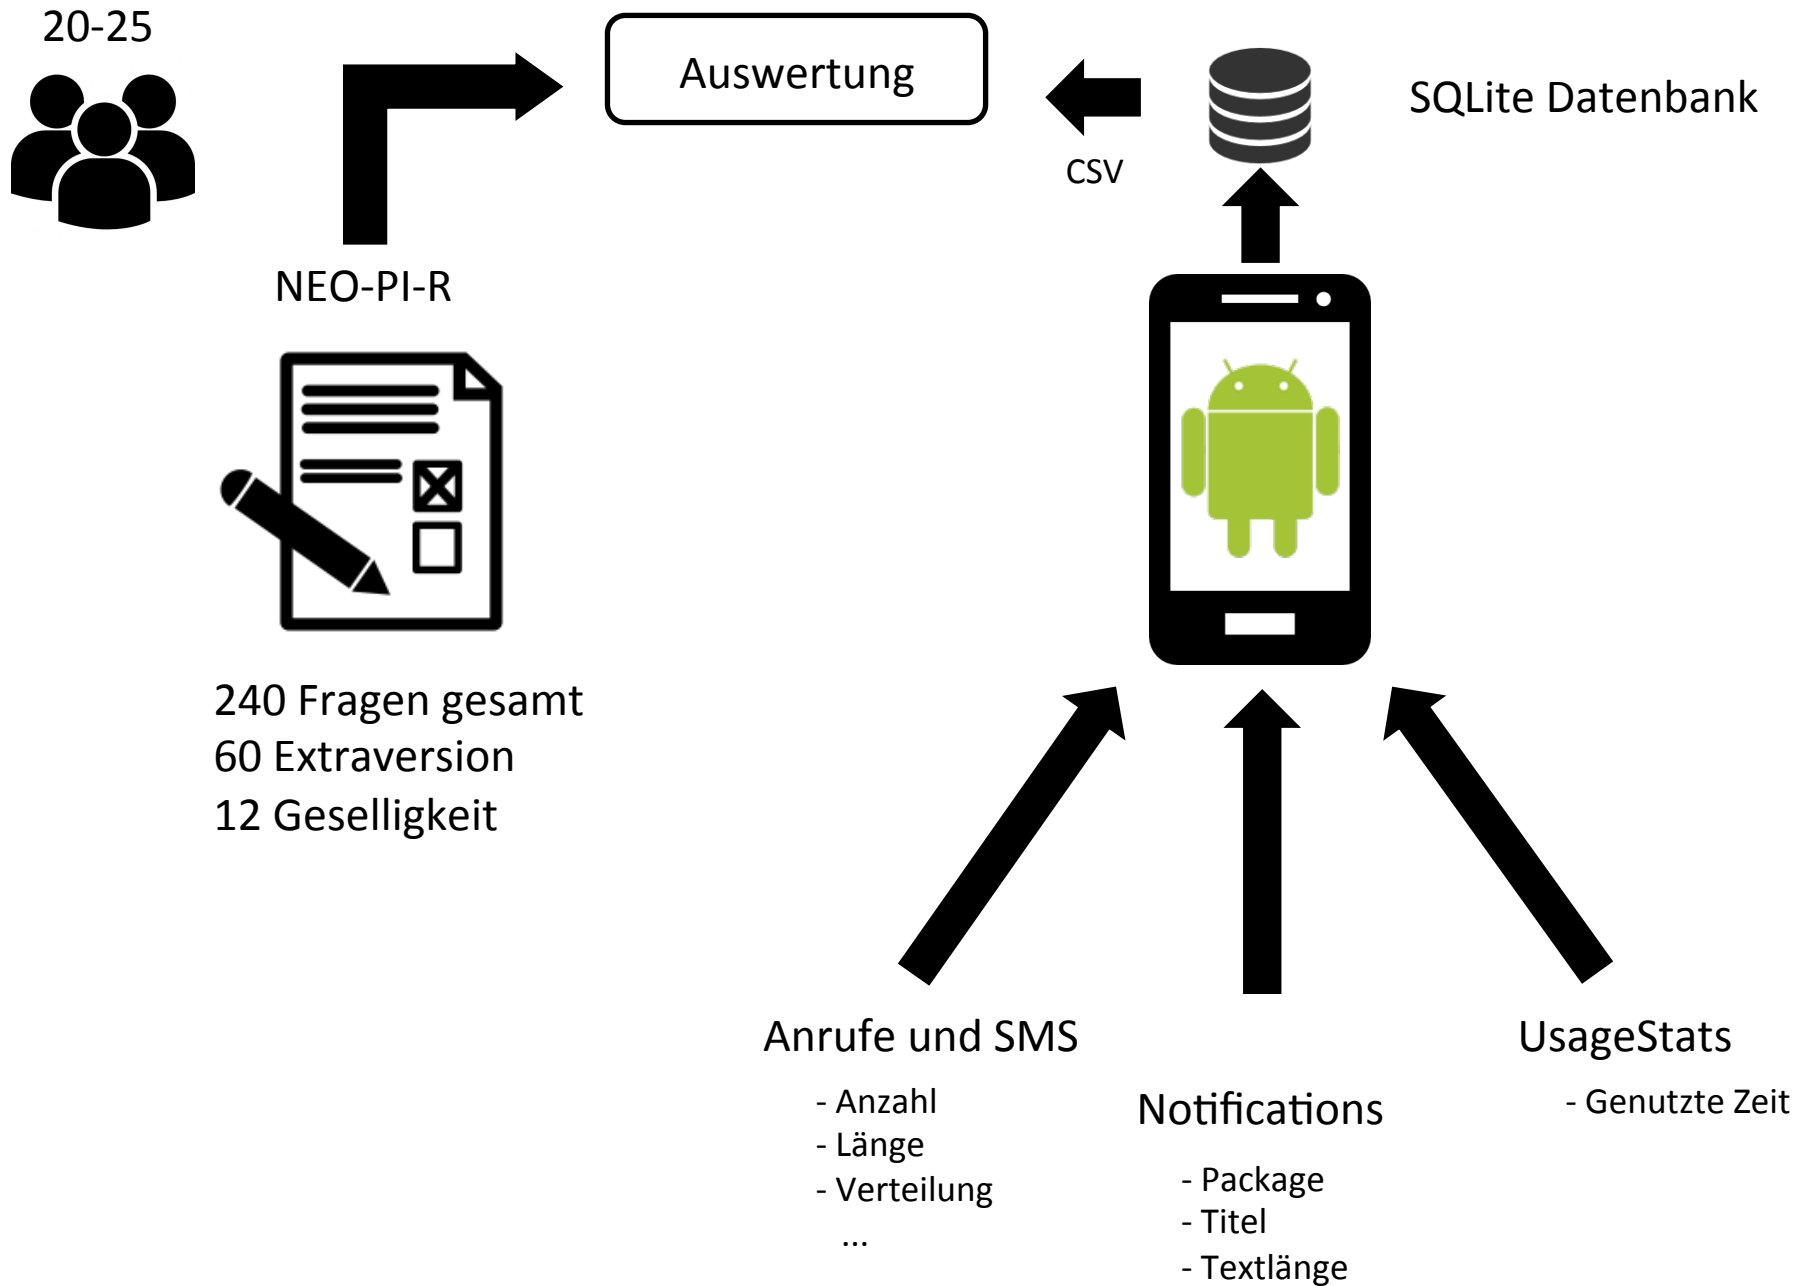 20-25
Auswertung
SQLite Datenbank
CSV
NEO-PI-R
240 Fragen gesamt
60 Extraversion
12 Geselligkeit
Anrufe und SMS
- Anzahl
- Länge
- Verteilung
...
Notifications
- Package
- Titel
- Textlänge
UsageStats
- Genutzte Zeit